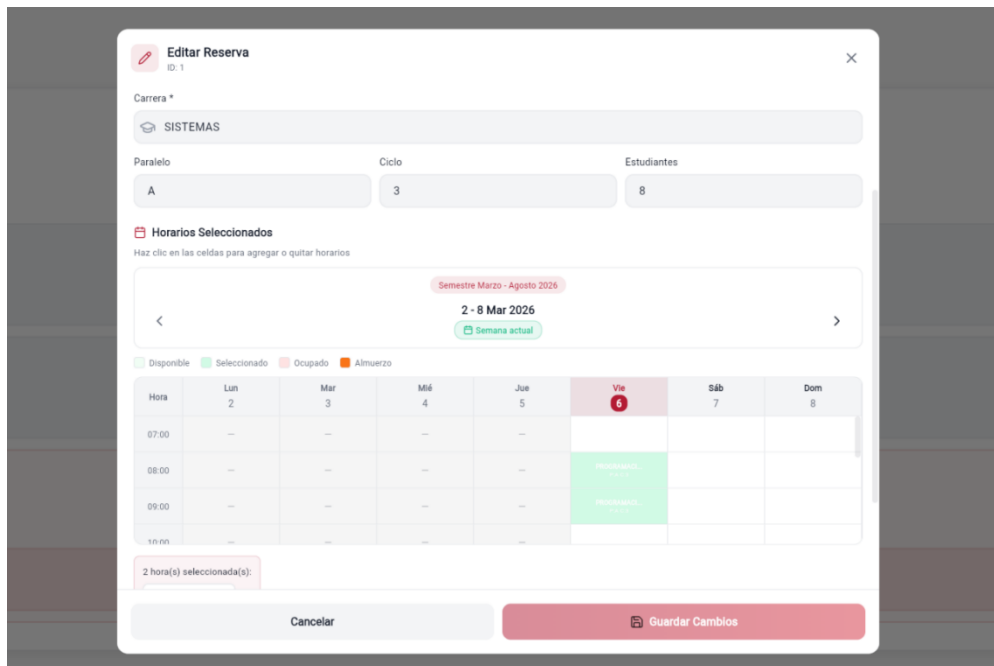 Editar Reserva
ID: 1
Carrera *
SISTEMAS
Paralelo Ciclo Estudiantes
A 3 8
Horarios Seleccionados
Haz clic en las celdas para agregar o quitar horarios
Semestre Marzo - Agosto 2026
2 - 8 Mar 2026
Semana actual
Disponible Seleccionado Ocupado Almuerzo
Hora Lun Mar Mié Jue Vie Sáb Dom
2 3 4 5 6 7 8
07:00 — — — —
08:00 — — — —
09:00 — — — —
10:00 — — — —
2 hora(s) seleccionada(s):
Cancelar Guardar Cambios